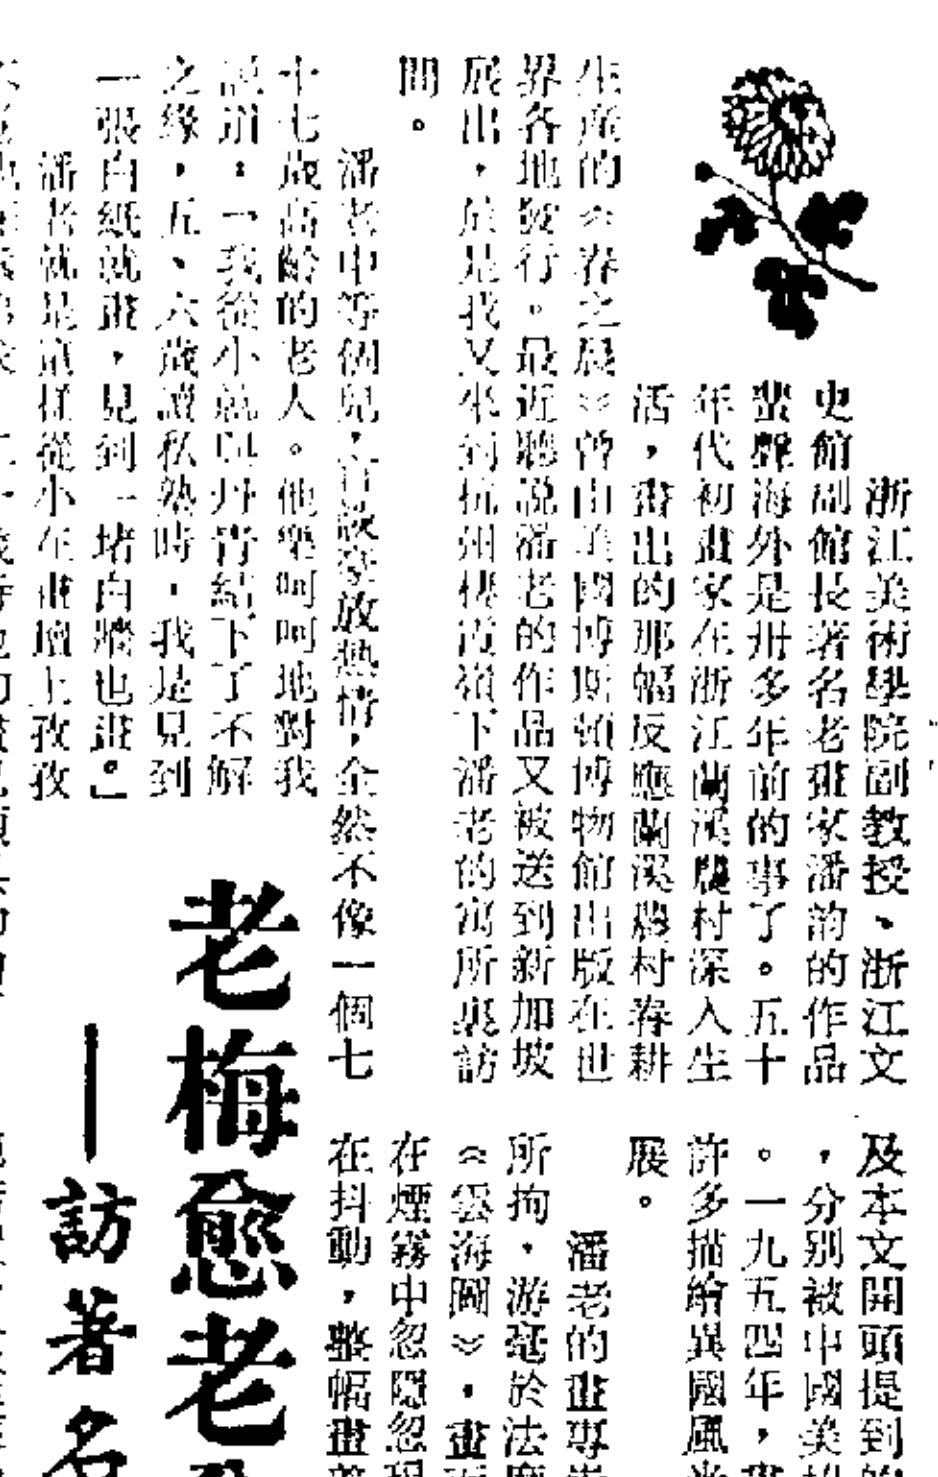 浙江美術學院副教授、浙江文
史館副館長著名老畫家潘韵的作品
蜚聲海外是卅多年前的事了。五十
年代初畫家在浙江蘭溪農村深入生
活，畫出的那幅反應蘭溪農村春耕
生產的《春之展》曾由美國博斯頓博物館出版在世
界各地發行。最近聽説潘老的作品又被送到新加坡
展出，於是我又來到杭州棲霞嶺下潘老的寓所裏訪
問。
潘老中等個兒，豪放熱情，全然不像一個七
十七歲高齡的老人。他樂呵呵地對我
説道：「我從小就與丹青結下了不解
之緣，五、六歲讀私塾時，我是見到
一張白紙就畫，見到一堵白牆也畫。」
潘老就是這樣從小在畫壇上孜孜
老梅愈老
——訪著名
及本文開頭提到
，分别被中國美
。一九五四年，
許多描繪異國風
展。
潘老的畫專
所拘，游毫於法
《雲海圖》，畫
在煙霧中忽隱忽
在抖動，整幅畫